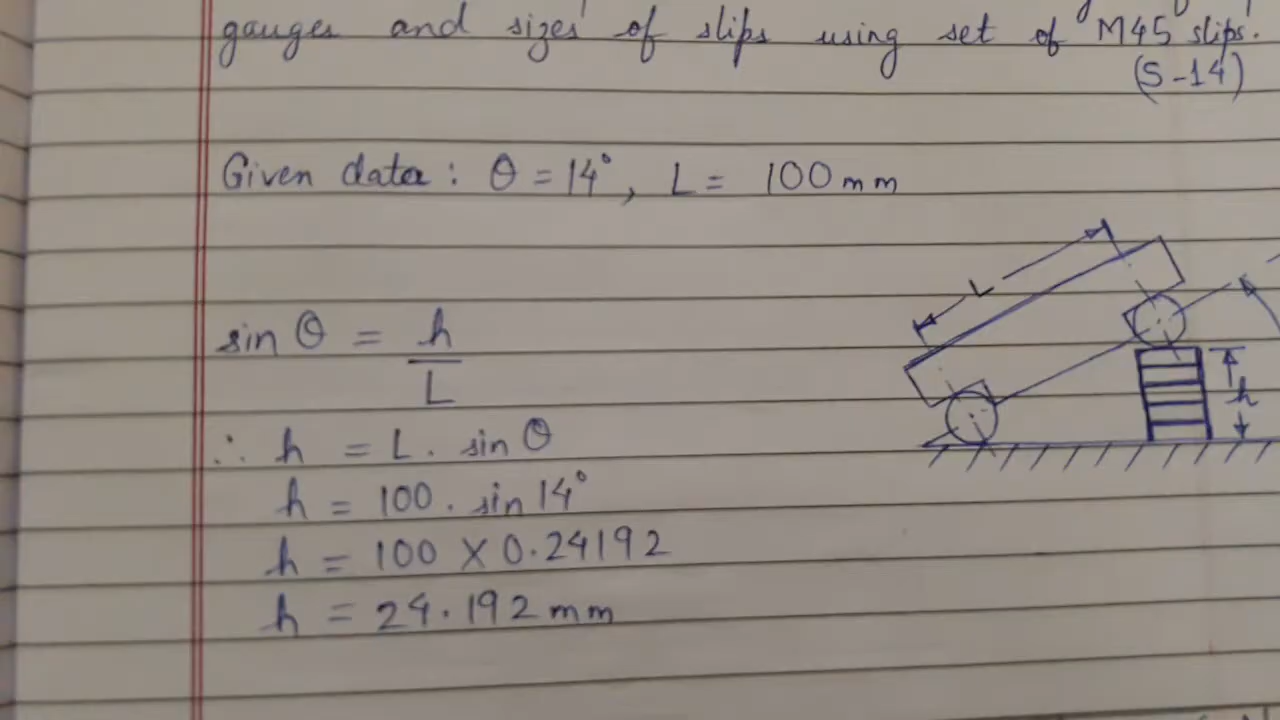 gauges and sizes of slips using set of M45 slips.
(S-14)
Given data: θ = 14°, L = 100 mm
sin θ = h/L
∴ h = L . sin θ
h = 100 . sin 14°
h = 100 × 0.24192
h = 24.192 mm
L
h